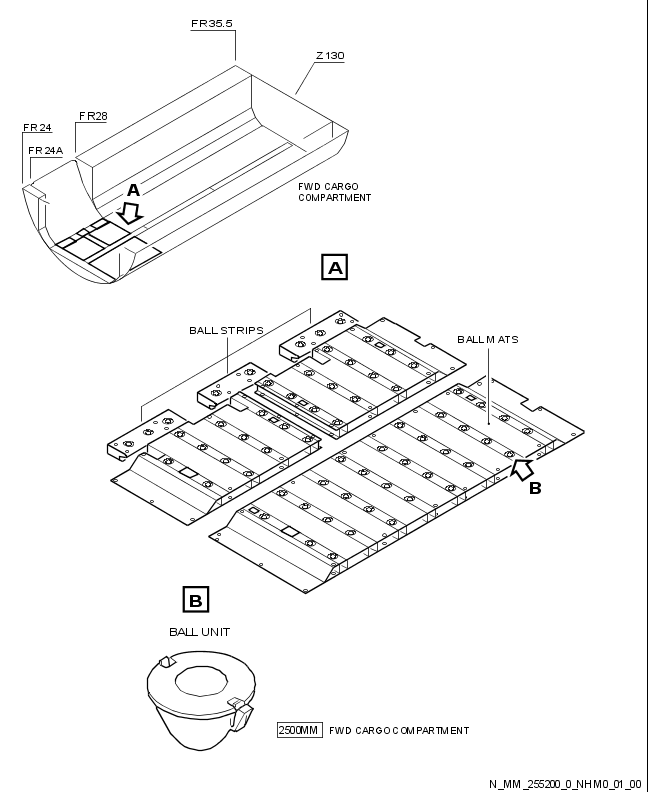 FR35.5
Z130
FR28
FR24
FR24A
A
FWD CARGO
COMPARTMENT
A
BALL STRIPS
BALL MATS
B
B
BALL UNIT
2500MM FWD CARGO COMPARTMENT
N_MM_255200_0_NHM0_01_00